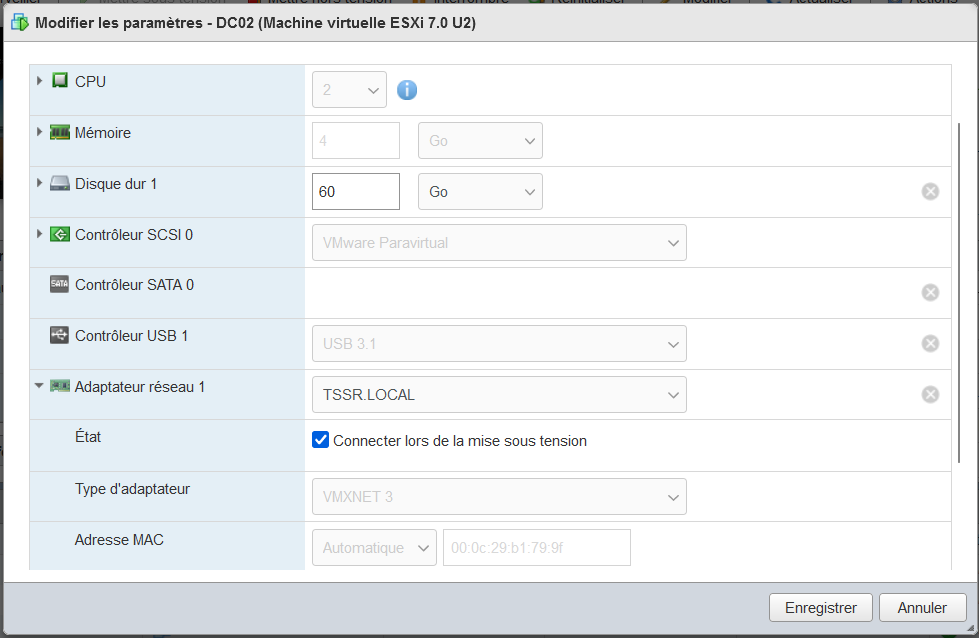 Modifier les paramètres - DC02 (Machine virtuelle ESXi 7.0 U2)
CPU
2
Mémoire
4 Go
Disque dur 1
60 Go
Contrôleur SCSI 0
VMware Paravirtual
SATA Contrôleur SATA 0
Contrôleur USB 1
USB 3.1
Adaptateur réseau 1
TSSR.LOCAL
État
Connecter lors de la mise sous tension
Type d'adaptateur
VMXNET 3
Adresse MAC
Automatique 00:0c:29:b1:79:9f
Enregistrer Annuler